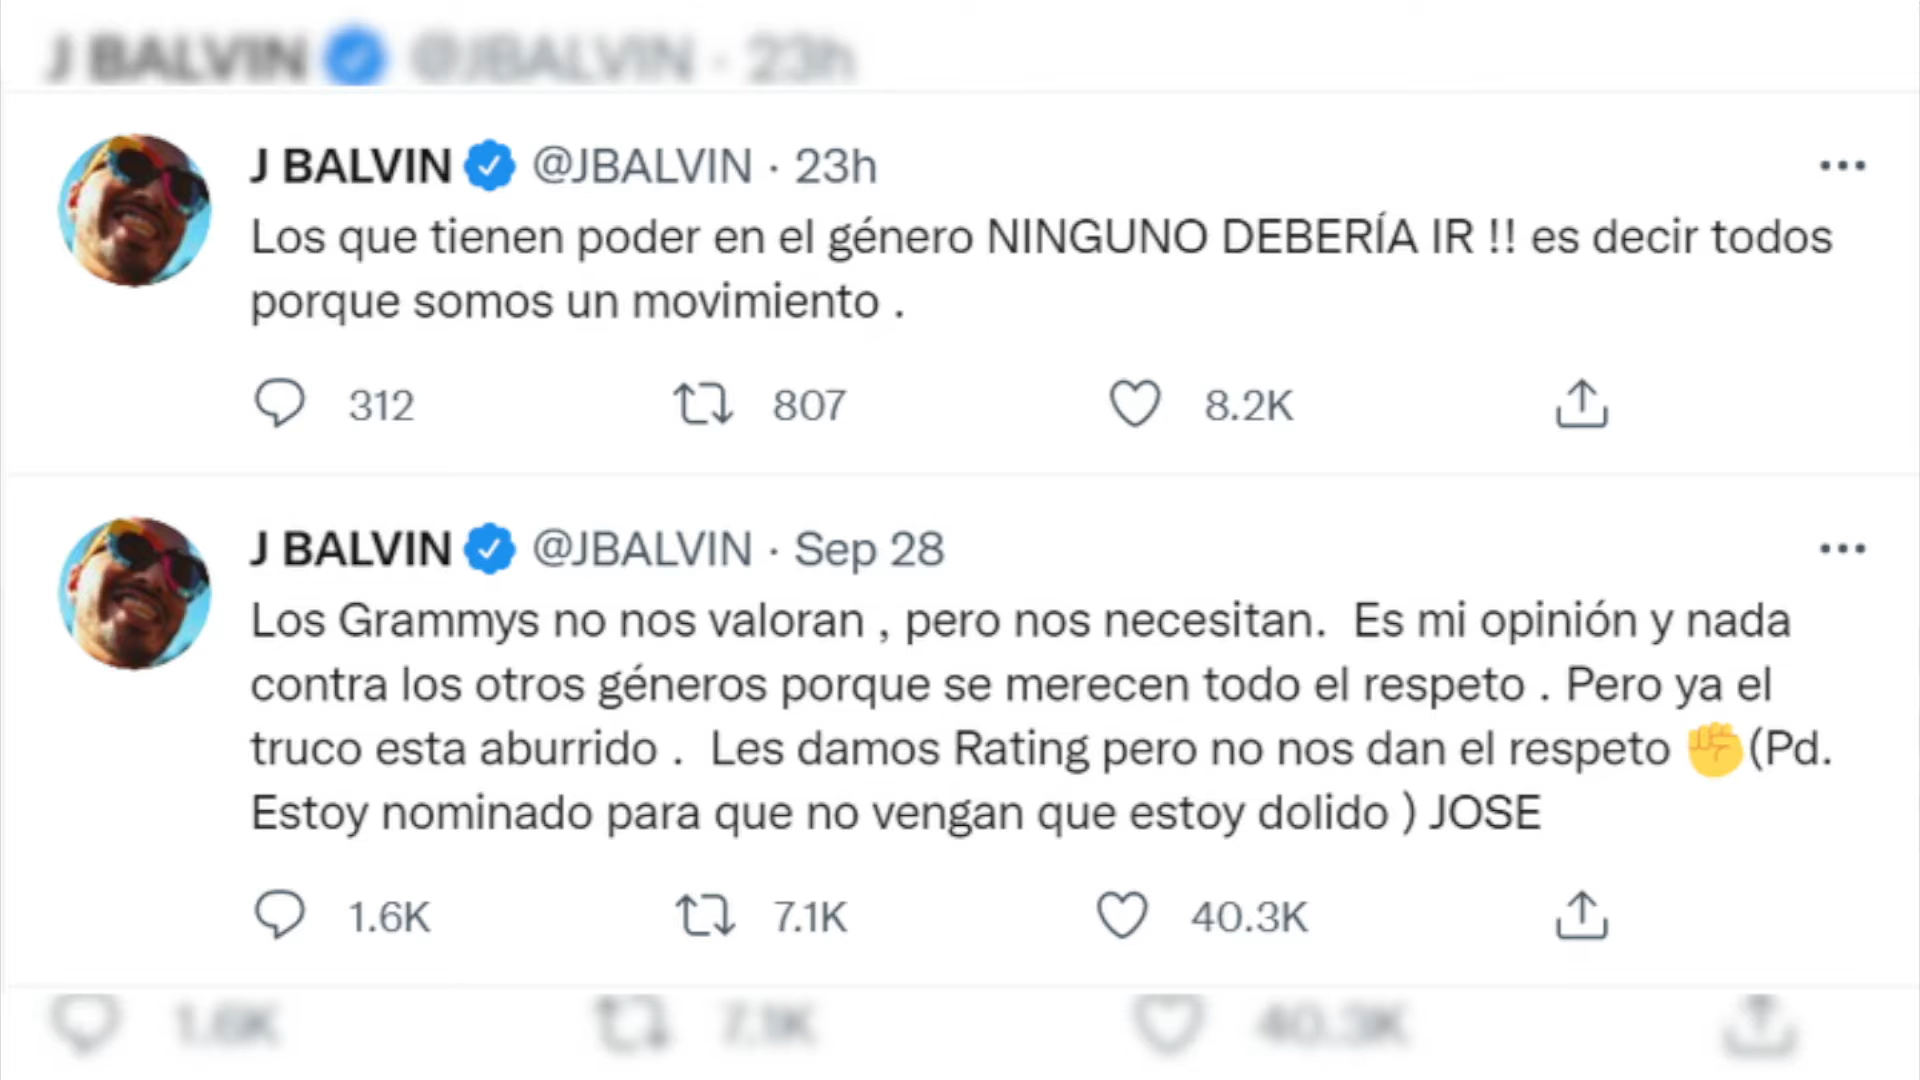 J BALVIN @JBALVIN · 23h
J BALVIN @JBALVIN · 23h
Los que tienen poder en el género NINGUNO DEBERÍA IR !! es decir todos
porque somos un movimiento .
312 807 8.2K
J BALVIN @JBALVIN · Sep 28
Los Grammys no nos valoran , pero nos necesitan.  Es mi opinión y nada
contra los otros géneros porque se merecen todo el respeto . Pero ya el
truco esta aburrido .  Les damos Rating pero no nos dan el respeto ✊(Pd.
Estoy nominado para que no vengan que estoy dolido ) JOSE
1.6K 7.1K 40.3K
1.6K 7.1K 40.3K